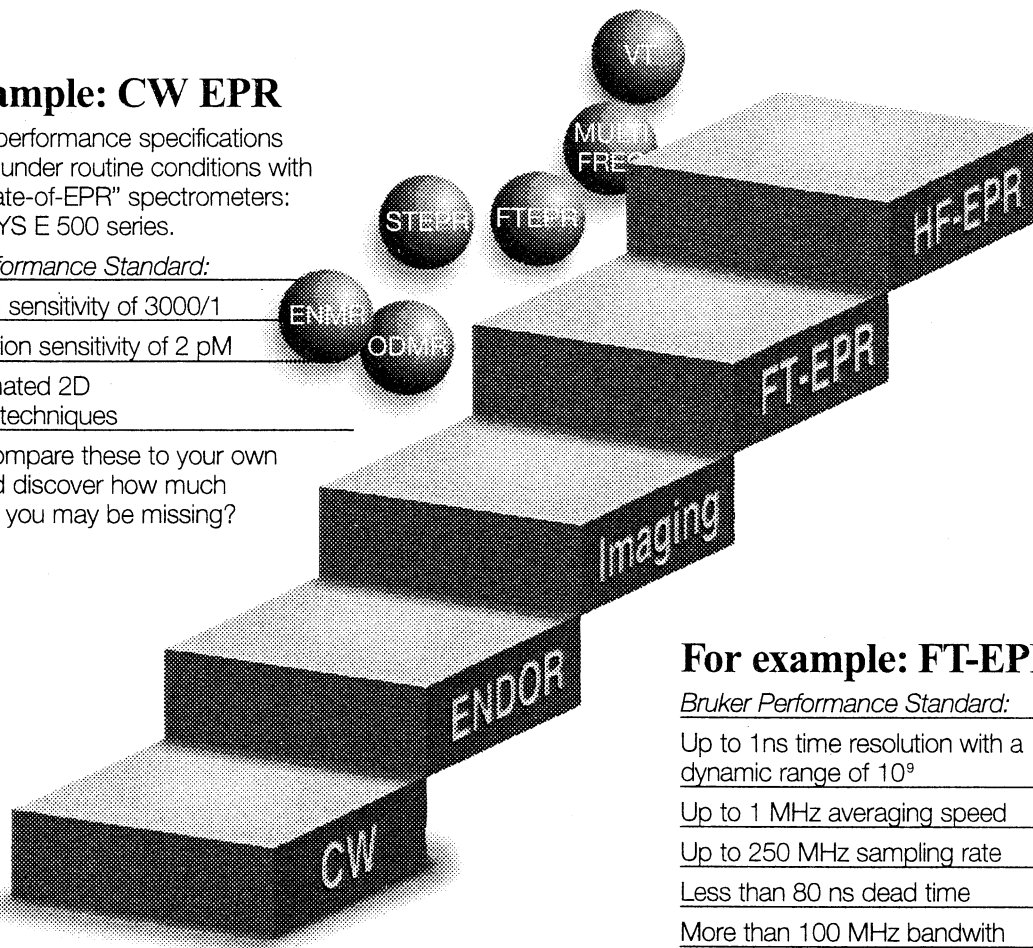 ample: CW EPR
performance specifications
under routine conditions with
ate-of-EPR" spectrometers:
YS E 500 series.
formance Standard:
sensitivity of 3000/1
ion sensitivity of 2 pM
nated 2D
techniques
ompare these to your own
d discover how much
you may be missing?
VT
MULTI
FREQ
STEPR
FTEPR
ENMR
ODMR
HF-EPR
FT-EPR
Imaging
ENDOR
CW
For example: FT-EP
Bruker Performance Standard:
Up to 1ns time resolution with a
dynamic range of 10⁹
Up to 1 MHz averaging speed
Up to 250 MHz sampling rate
Less than 80 ns dead time
More than 100 MHz bandwith